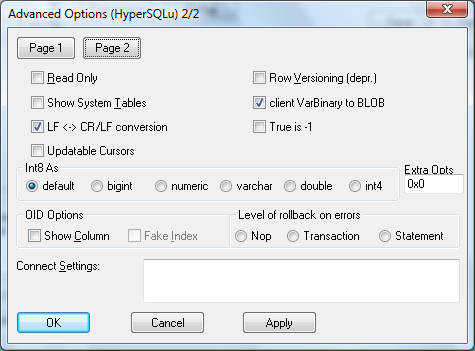 Advanced Options (HyperSQLu) 2/2
Page 1 Page 2
Read Only Row Versioning (depr.)
Show System Tables client VarBinary to BLOB
LF <-> CR/LF conversion True is -1
Updatable Cursors
Int8 As Extra Opts
default bigint numeric varchar double int4 0x0
OID Options Level of rollback on errors
Show Column Fake Index Nop Transaction Statement
Connect Settings:
OK Cancel Apply